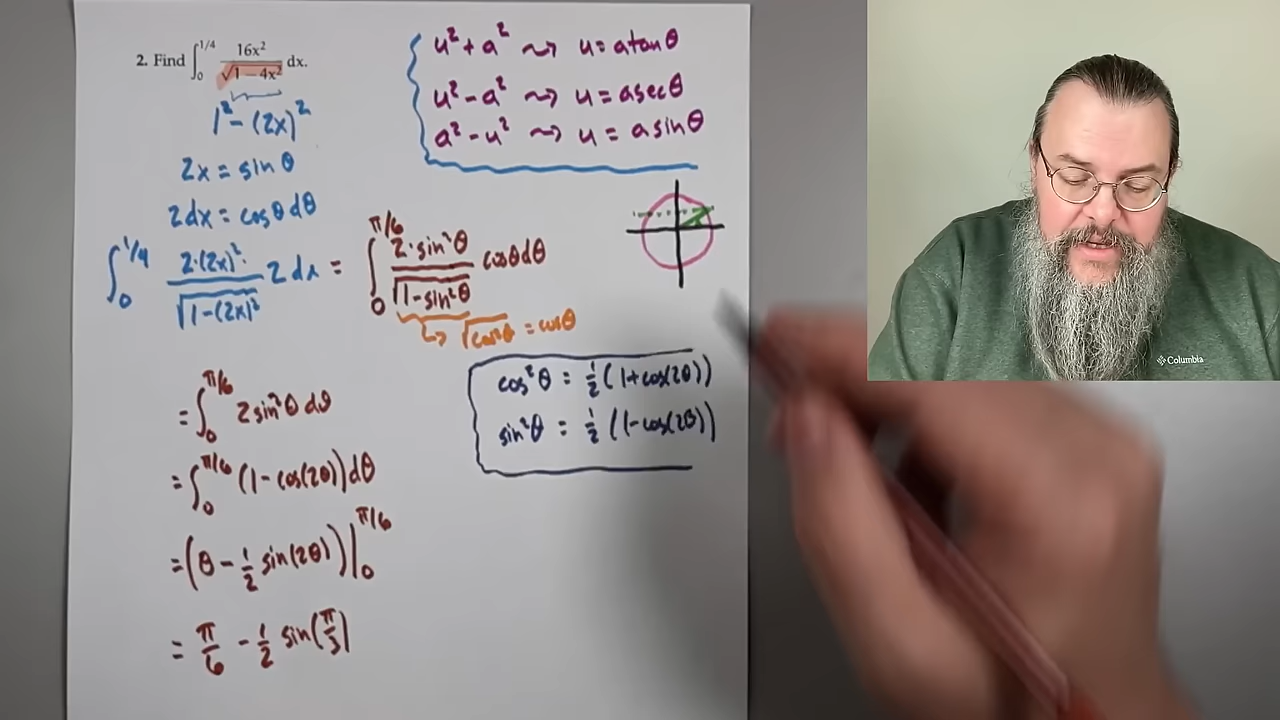 2. Find ∫₀^{1/4} 16x²/√(1 − 4x²) dx.
1² − (2x)²
2x = sin θ
2dx = cos θ dθ
∫₀^{1/4} 2·(2x)²·/√(1−(2x)²) 2dx = ∫₀^{π/6} 2·sin²θ/√(1−sin²θ) cosθ dθ
↳ √cos²θ = cosθ
= ∫₀^{π/6} 2 sin²θ dθ
= ∫₀^{π/6} (1 − cos(2θ)) dθ
= (θ − 1/2 sin(2θ)) |₀^{π/6}
= π/6 − 1/2 sin(π/3)
u² + a² ⇝ u = a tan θ
u² − a² ⇝ u = a sec θ
a² − u² ⇝ u = a sin θ
cos²θ = 1/2 (1 + cos(2θ))
sin²θ = 1/2 (1 − cos(2θ))
Columbia